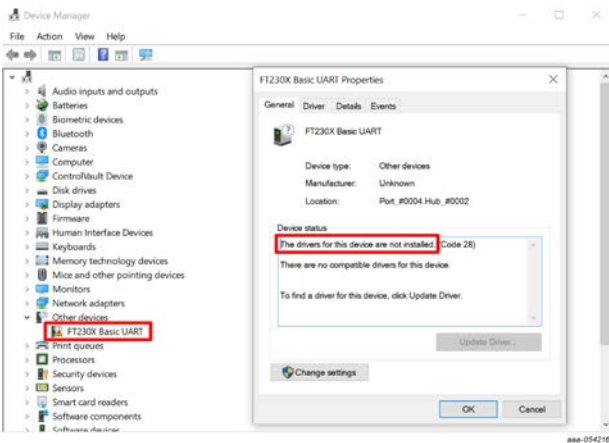 Device Manager
File Action View Help
Audio inputs and outputs
Batteries
Biometric devices
Bluetooth
Cameras
Computer
ControlVault Device
Disk drives
Display adapters
Firmware
Human Interface Devices
Keyboards
Memory technology devices
Mice and other pointing devices
Monitors
Network adapters
Other devices
FT230X Basic UART
Print queues
Processors
Security devices
Sensors
Smart card readers
Software components
Software devices
FT230X Basic UART Properties
General Driver Details Events
FT230X Basic UART
Device type: Other devices
Manufacturer: Unknown
Location: Port_#0004.Hub_#0002
Device status
The drivers for this device are not installed. (Code 28)
There are no compatible drivers for this device.
To find a driver for this device, click Update Driver.
Update Driver...
Change settings
OK Cancel
aaa-054216